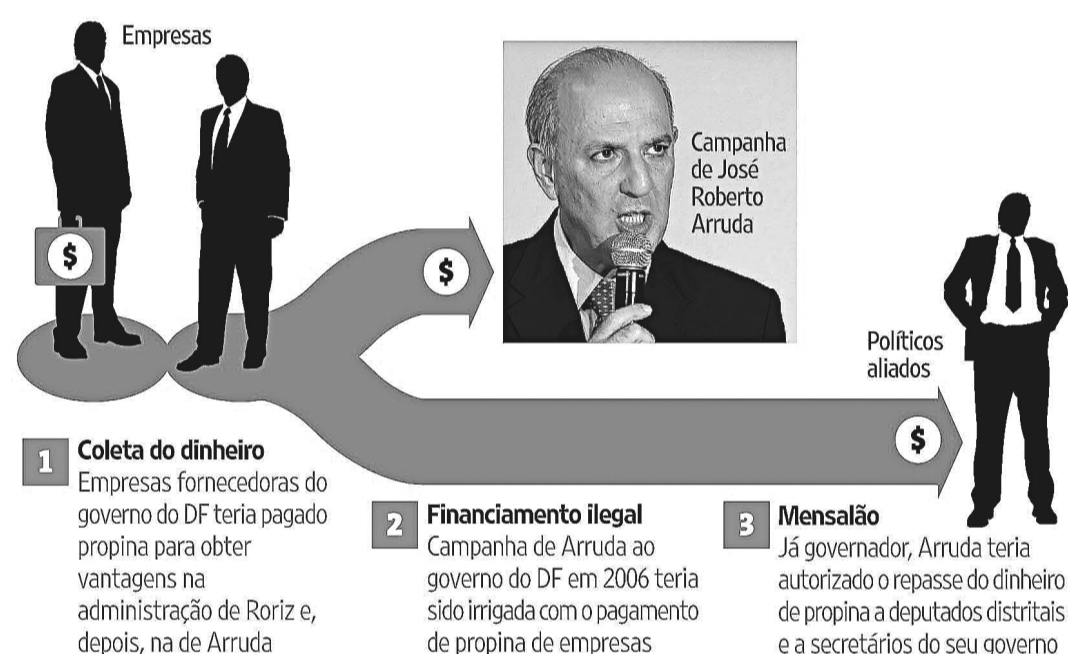 Empresas
$
$
Campanha
de José
Roberto
Arruda
Políticos
aliados
$
1
Coleta do dinheiro
Empresas fornecedoras do
governo do DF teria pagado
propina para obter
vantagens na
administração de Roriz e,
depois, na de Arruda
2
Financiamento ilegal
Campanha de Arruda ao
governo do DF em 2006 teria
sido irrigada com o pagamento
de propina de empresas
3
Mensalão
Já governador, Arruda teria
autorizado o repasse do dinheiro
de propina a deputados distritais
e a secretários do seu governo